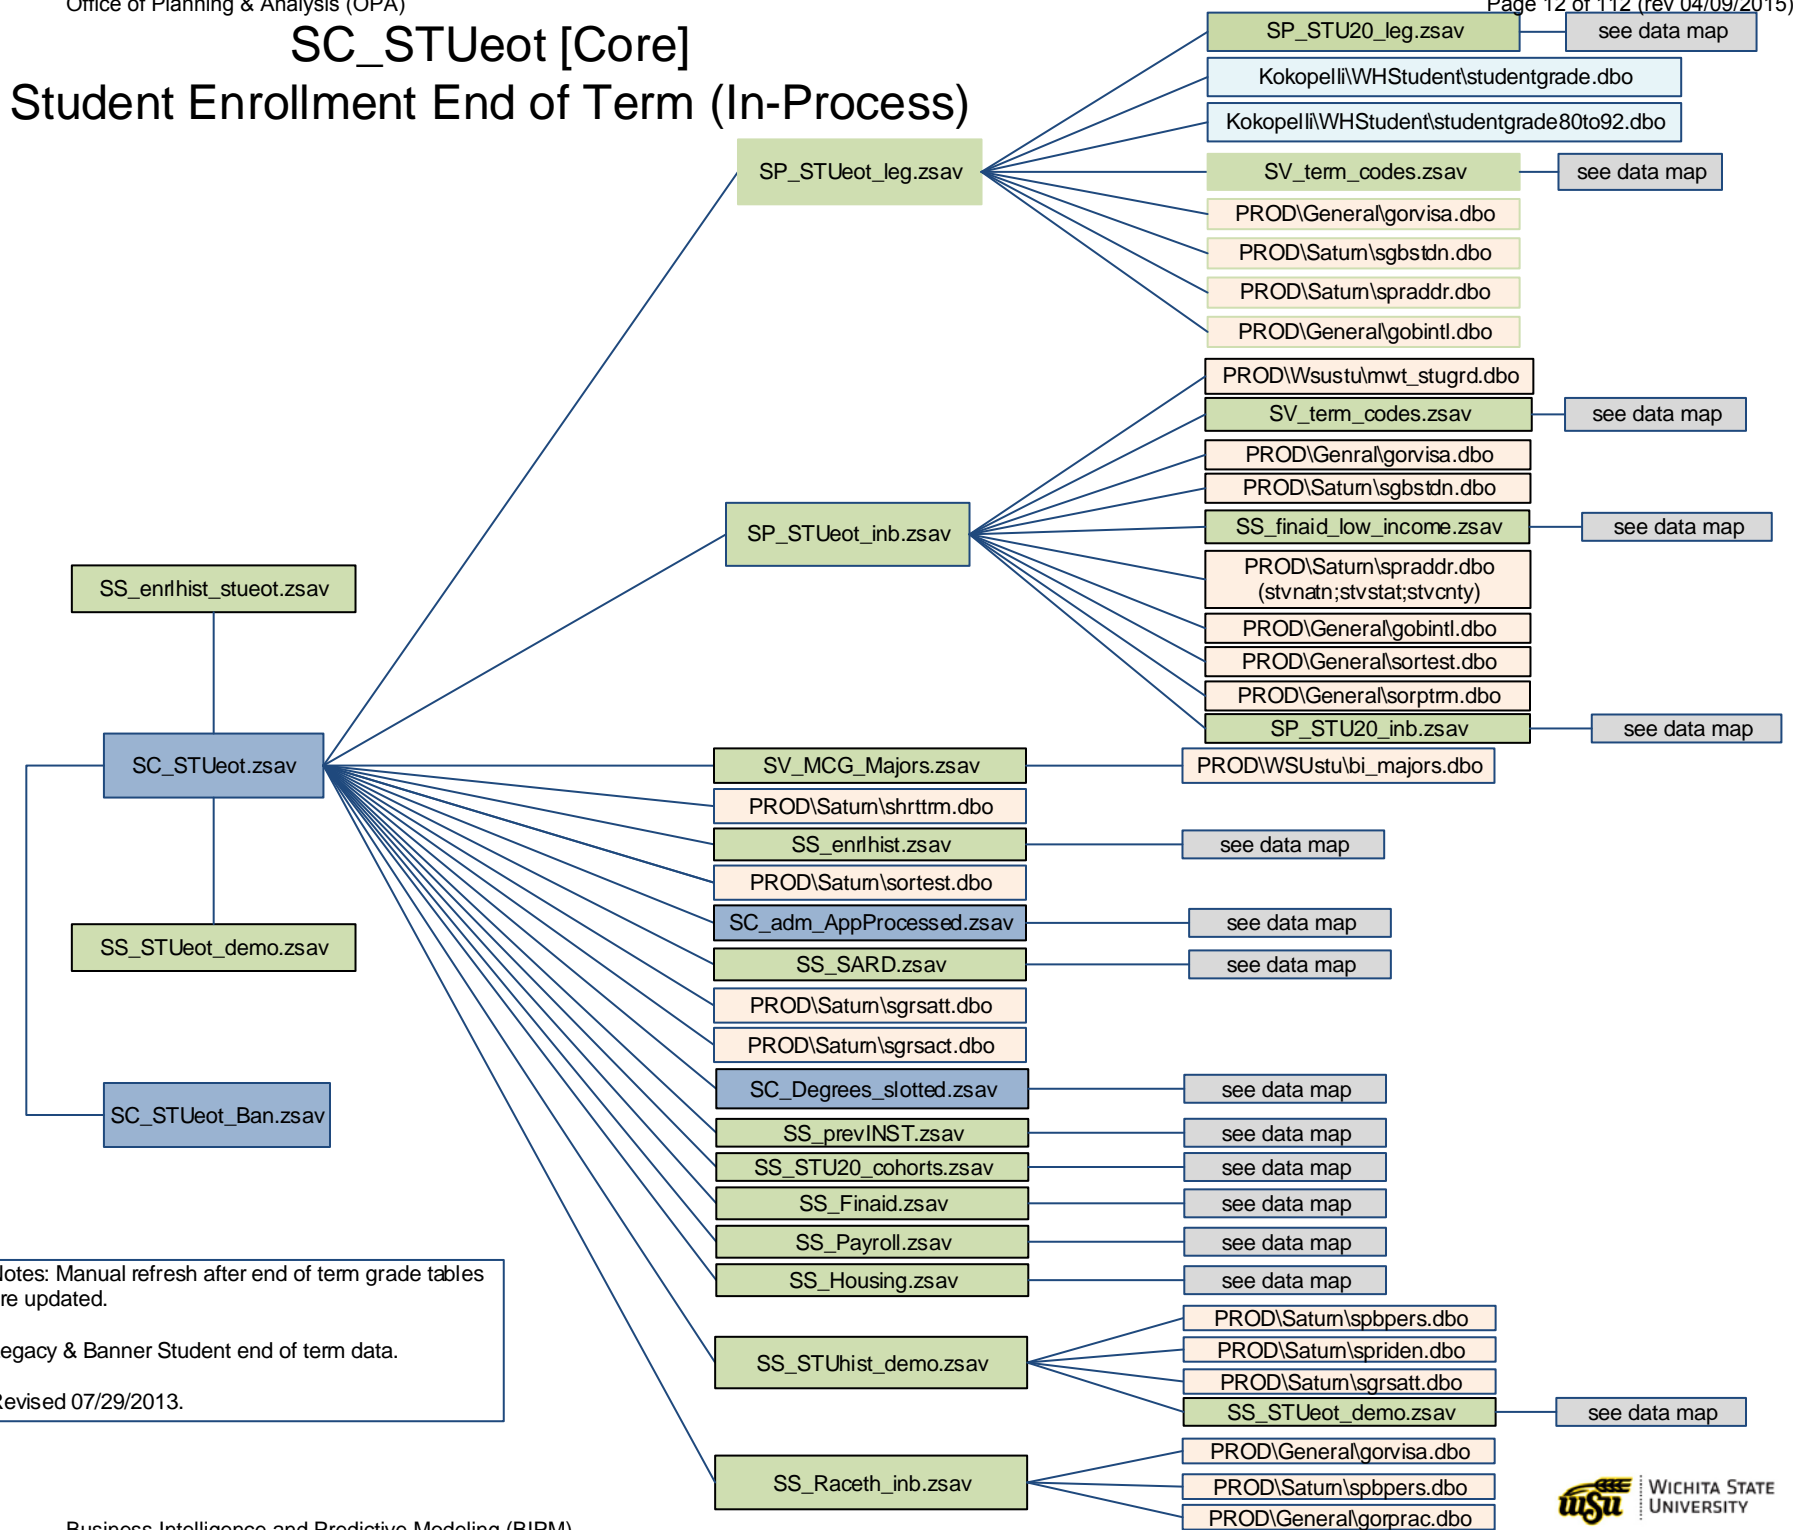 Office of Planning & Analysis (OPA)
Page 12 of 112 (rev 04/09/2015)
SC_STUeot [Core]
Student Enrollment End of Term (In-Process)
SP_STU20_leg.zsav
see data map
Kokopelli\WHStudent\studentgrade.dbo
Kokopelli\WHStudent\studentgrade80to92.dbo
SP_STUeot_leg.zsav
SV_term_codes.zsav
see data map
PROD\General\gorvisa.dbo
PROD\Saturn\sgbstdn.dbo
PROD\Saturn\spraddr.dbo
PROD\General\gobintl.dbo
PROD\Wsustu\mwt_stugrd.dbo
SV_term_codes.zsav
see data map
PROD\Genral\gorvisa.dbo
PROD\Saturn\sgbstdn.dbo
SP_STUeot_inb.zsav
SS_finaid_low_income.zsav
see data map
PROD\Saturn\spraddr.dbo
(stvnatn;stvstat;stvcnty)
PROD\General\gobintl.dbo
PROD\General\sortest.dbo
PROD\General\sorptrm.dbo
SP_STU20_inb.zsav
see data map
SS_enrlhist_stueot.zsav
SC_STUeot.zsav
SS_STUeot_demo.zsav
SC_STUeot_Ban.zsav
SV_MCG_Majors.zsav
PROD\WSUstu\bi_majors.dbo
PROD\Saturn\shrttrm.dbo
SS_enrlhist.zsav
see data map
PROD\Saturn\sortest.dbo
SC_adm_AppProcessed.zsav
see data map
SS_SARD.zsav
see data map
PROD\Saturn\sgrsatt.dbo
PROD\Saturn\sgrsact.dbo
SC_Degrees_slotted.zsav
see data map
SS_prevINST.zsav
see data map
SS_STU20_cohorts.zsav
see data map
SS_Finaid.zsav
see data map
SS_Payroll.zsav
see data map
SS_Housing.zsav
see data map
SS_STUhist_demo.zsav
PROD\Saturn\spbpers.dbo
PROD\Saturn\spriden.dbo
PROD\Saturn\sgrsatt.dbo
SS_STUeot_demo.zsav
see data map
SS_Raceth_inb.zsav
PROD\General\gorvisa.dbo
PROD\Saturn\spbpers.dbo
PROD\General\gorprac.dbo
Notes: Manual refresh after end of term grade tables
are updated.
Legacy & Banner Student end of term data.
Revised 07/29/2013.
WSU
WICHITA STATE
UNIVERSITY
Business Intelligence and Predictive Modeling (BIPM)